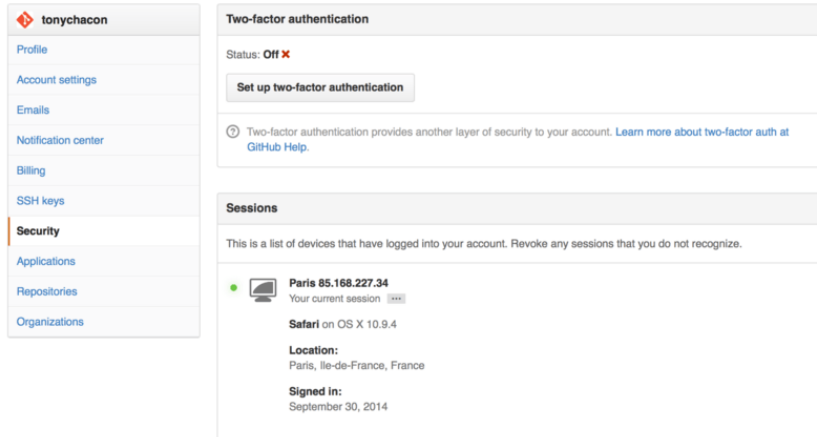 tonychacon
Profile
Account settings
Emails
Notification center
Billing
SSH keys
Security
Applications
Repositories
Organizations
Two-factor authentication
Status: Off ✖
Set up two-factor authentication
? Two-factor authentication provides another layer of security to your account. Learn more about two-factor auth at
GitHub Help.
Sessions
This is a list of devices that have logged into your account. Revoke any sessions that you do not recognize.
Paris 85.168.227.34
Your current session ···
Safari on OS X 10.9.4
Location:
Paris, Ile-de-France, France
Signed in:
September 30, 2014